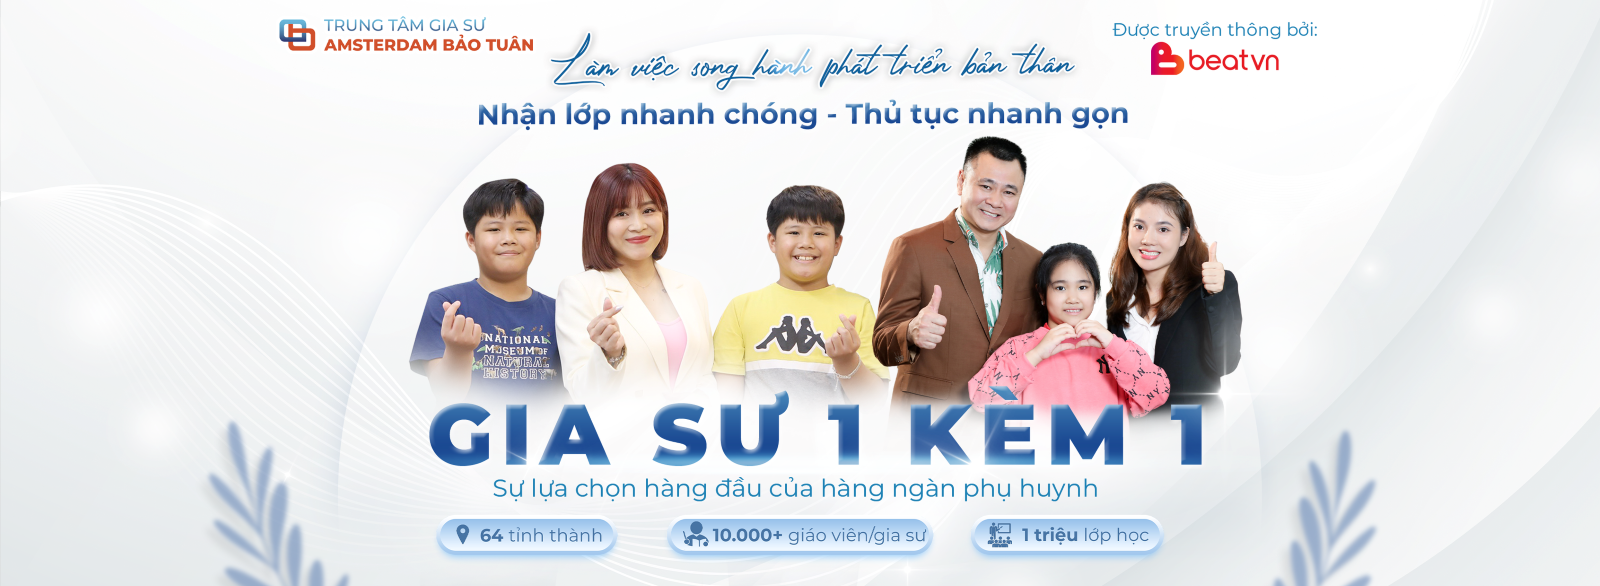 TRUNG TÂM GIA SƯ
AMSTERDAM BẢO TUÂN
Được truyền thông bởi:
beatvn
Làm việc song hành phát triển bản thân
Nhận lớp nhanh chóng - Thủ tục nhanh gọn
NATIONAL
MUSEUM OF
NATURAL
HISTORY
GIA SƯ 1 KÈM 1
Sự lựa chọn hàng đầu của hàng ngàn phụ huynh
64 tỉnh thành
10.000+ giáo viên/gia sư
1 triệu lớp học